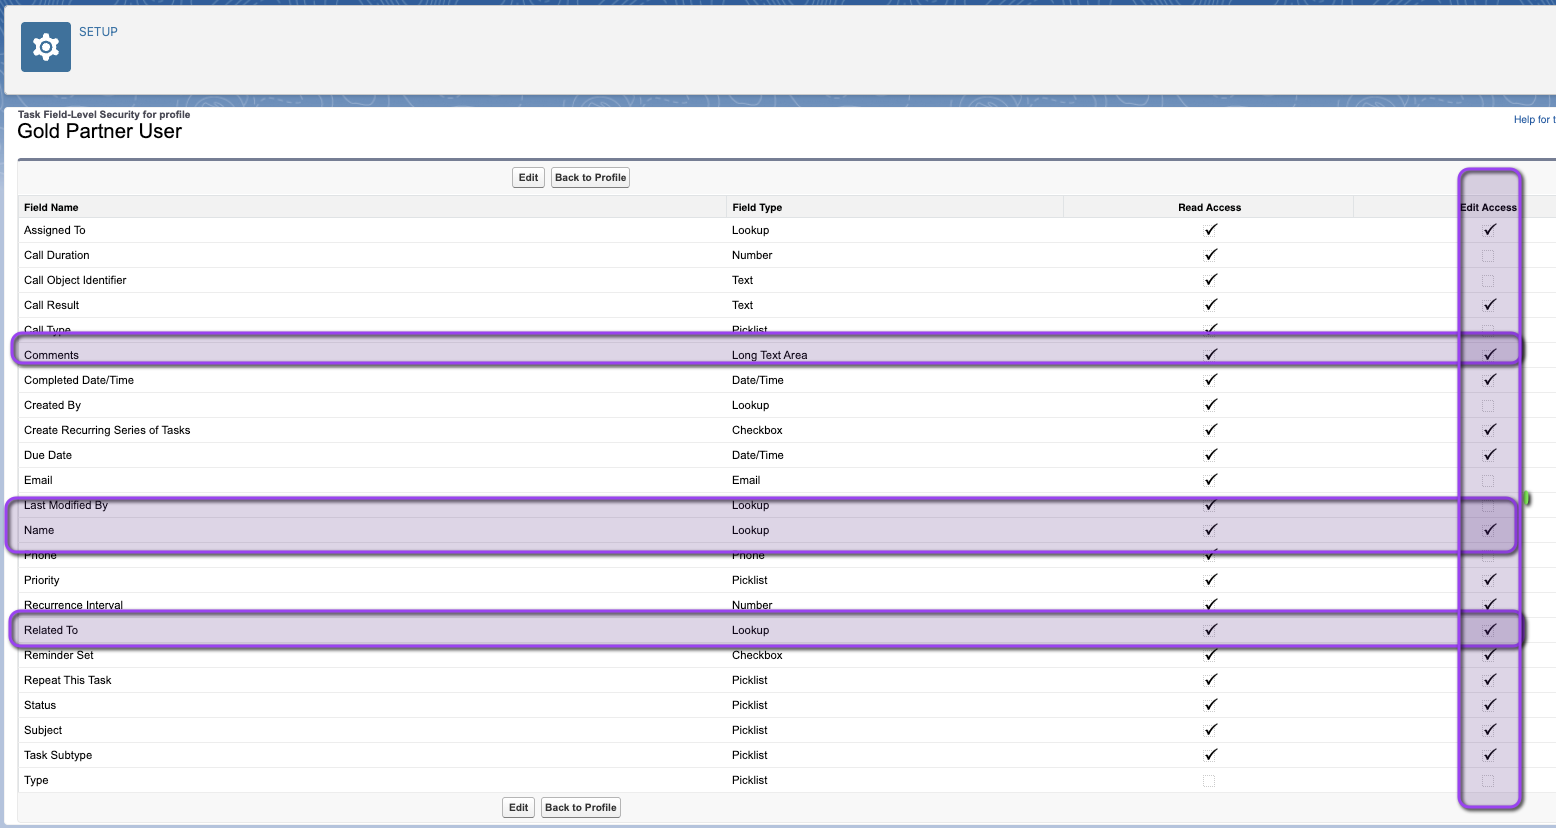 SETUP
Task Field-Level Security for profile
Gold Partner User
Help for t
Edit Back to Profile
Field Name Field Type Read Access Edit Access
Assigned To Lookup
Call Duration Number
Call Object Identifier Text
Call Result Text
Call Type Picklist
Comments Long Text Area
Completed Date/Time Date/Time
Created By Lookup
Create Recurring Series of Tasks Checkbox
Due Date Date/Time
Email Email
Last Modified By Lookup
Name Lookup
Phone Phone
Priority Picklist
Recurrence Interval Number
Related To Lookup
Reminder Set Checkbox
Repeat This Task Picklist
Status Picklist
Subject Picklist
Task Subtype Picklist
Type Picklist
Edit Back to Profile